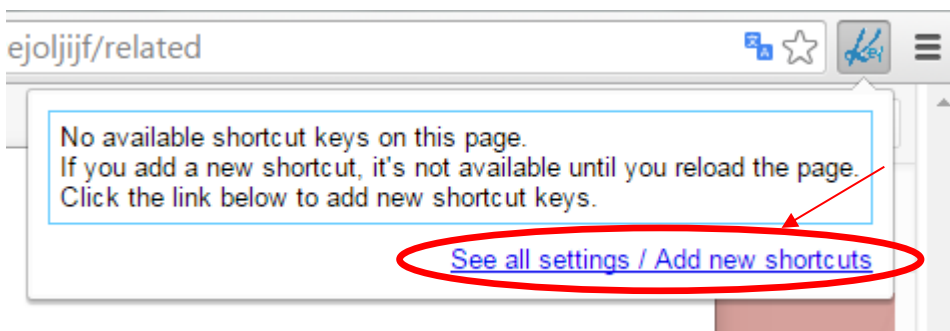 ejoljijf/related
No available shortcut keys on this page.
If you add a new shortcut, it's not available until you reload the page.
Click the link below to add new shortcut keys.
See all settings / Add new shortcuts